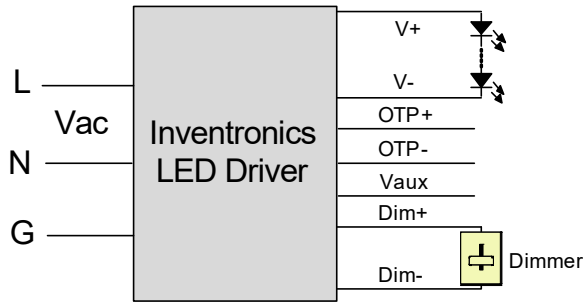 L
Vac
N
G
Inventronics
LED Driver
V+
V-
OTP+
OTP-
Vaux
Dim+
Dim-
Dimmer